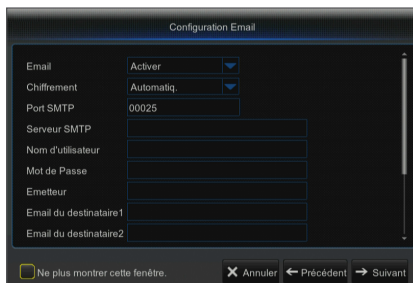 Configuration Email
Email Activer
Chiffrement Automatiq.
Port SMTP 00025
Serveur SMTP
Nom d'utilisateur
Mot de Passe
Emetteur
Email du destinataire1
Email du destinataire2
Ne plus montrer cette fenêtre. Annuler Précédent Suivant